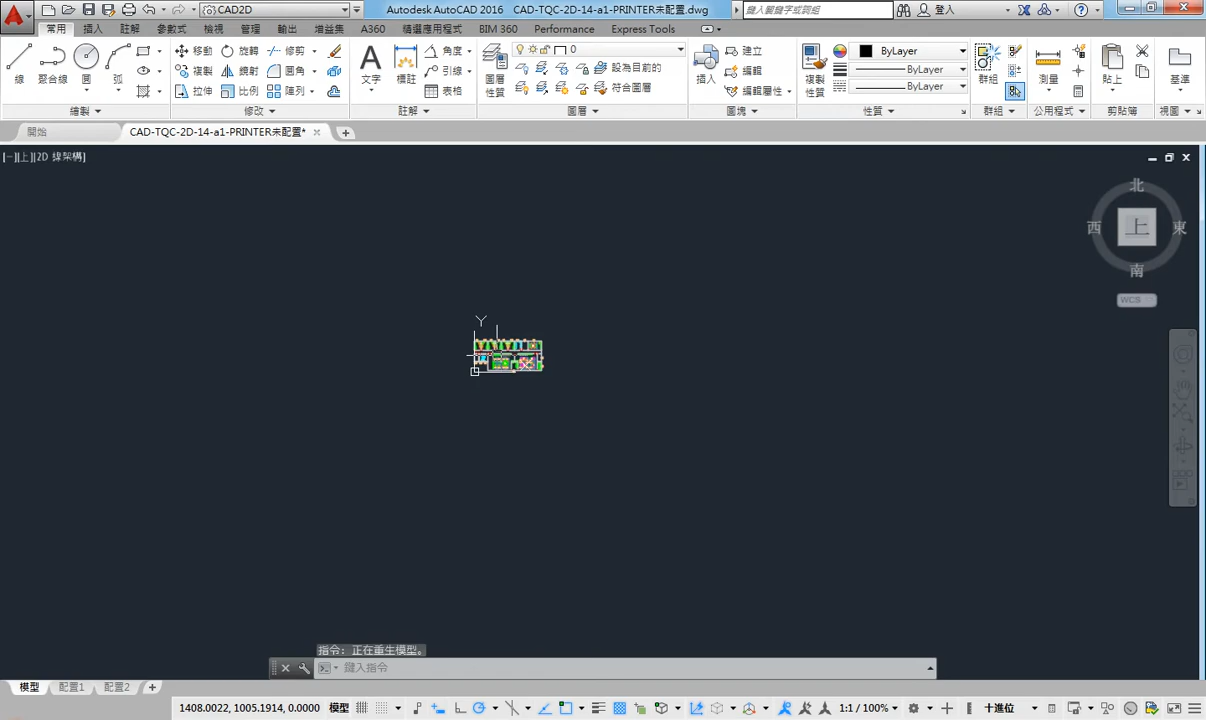 CAD2D
Autodesk AutoCAD 2016 CAD-TQC-2D-14-a1-PRINTER未配置.dwg
鍵入關鍵字或詞組
登入
常用 插入 註解 參數式 檢視 管理 輸出 增益集 A360 精選應用程式 BIM 360 Performance Express Tools
線 聚合線 圓 弧
移動 旋轉 修剪
複製 鏡射 圓角
拉伸 比例 陣列
文字 標註
角度
引線
表格
圖層性質
0
設為目前的
符合圖層
插入
建立
編輯
編輯屬性
複製性質
ByLayer
ByLayer
ByLayer
群組
測量
貼上
基準
繪製 修改 註解 圖層 圖塊 性質 群組 公用程式 剪貼簿 視圖
開始 CAD-TQC-2D-14-a1-PRINTER未配置*
[−][上][2D 線架構]
北
西 上 東
南
WCS
Y
指令: 正在重生模型。
鍵入指令
模型 配置1 配置2
1408.0022, 1005.1914, 0.0000 模型 1:1 / 100% 十進位